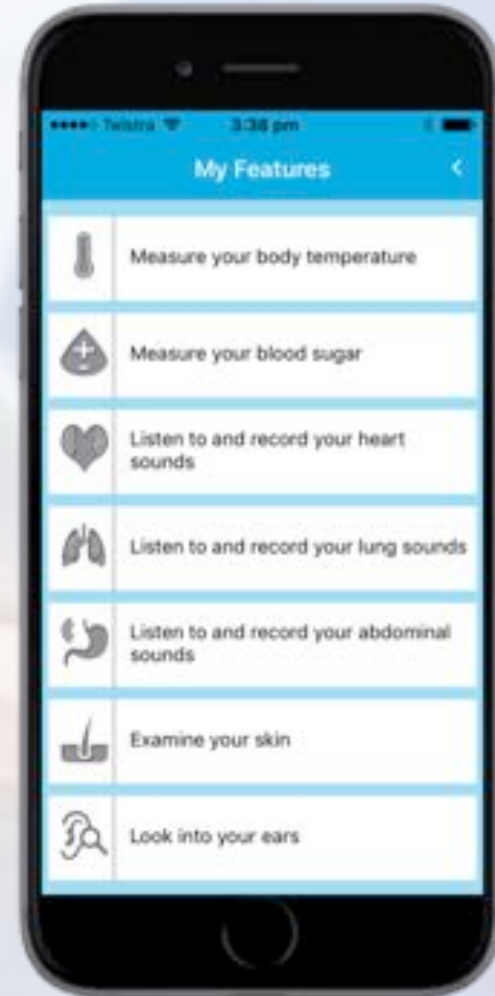 Telstra 3:38 pm
My Features
Measure your body temperature
Measure your blood sugar
Listen to and record your heart
sounds
Listen to and record your lung sounds
Listen to and record your abdominal
sounds
Examine your skin
Look into your ears